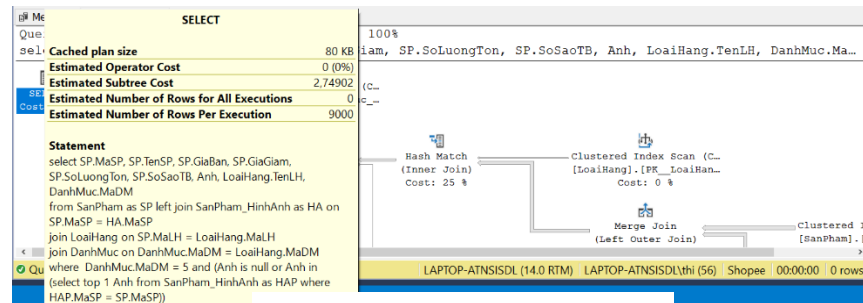 Me
SELECT
Que
100%
sel
iam, SP.SoLuongTon, SP.SoSaoTB, Anh, LoaiHang.TenLH, DanhMuc.Ma…
Cached plan size 80 KB
Estimated Operator Cost 0 (0%)
Estimated Subtree Cost 2,74902
Estimated Number of Rows for All Executions 0
Estimated Number of Rows Per Execution 9000
Statement
select SP.MaSP, SP.TenSP, SP.GiaBan, SP.GiaGiam,
SP.SoLuongTon, SP.SoSaoTB, Anh, LoaiHang.TenLH,
DanhMuc.MaDM
from SanPham as SP left join SanPham_HinhAnh as HA on
SP.MaSP = HA.MaSP
join LoaiHang on SP.MaLH = LoaiHang.MaLH
join DanhMuc on DanhMuc.MaDM = LoaiHang.MaDM
where DanhMuc.MaDM = 5 and (Anh is null or Anh in
(select top 1 Anh from SanPham_HinhAnh as HAP where
HAP.MaSP = SP.MaSP))
SE
Cost
(C…
c_…
Hash Match
(Inner Join)
Cost: 25 %
Clustered Index Scan (C…
[LoaiHang].[PK__LoaiHan…
Cost: 0 %
Merge Join
(Left Outer Join)
Clustered I
[SanPham].[
Qu
LAPTOP-ATNSISDL (14.0 RTM) LAPTOP-ATNSISDL\thi (56) Shopee 00:00:00 0 rows